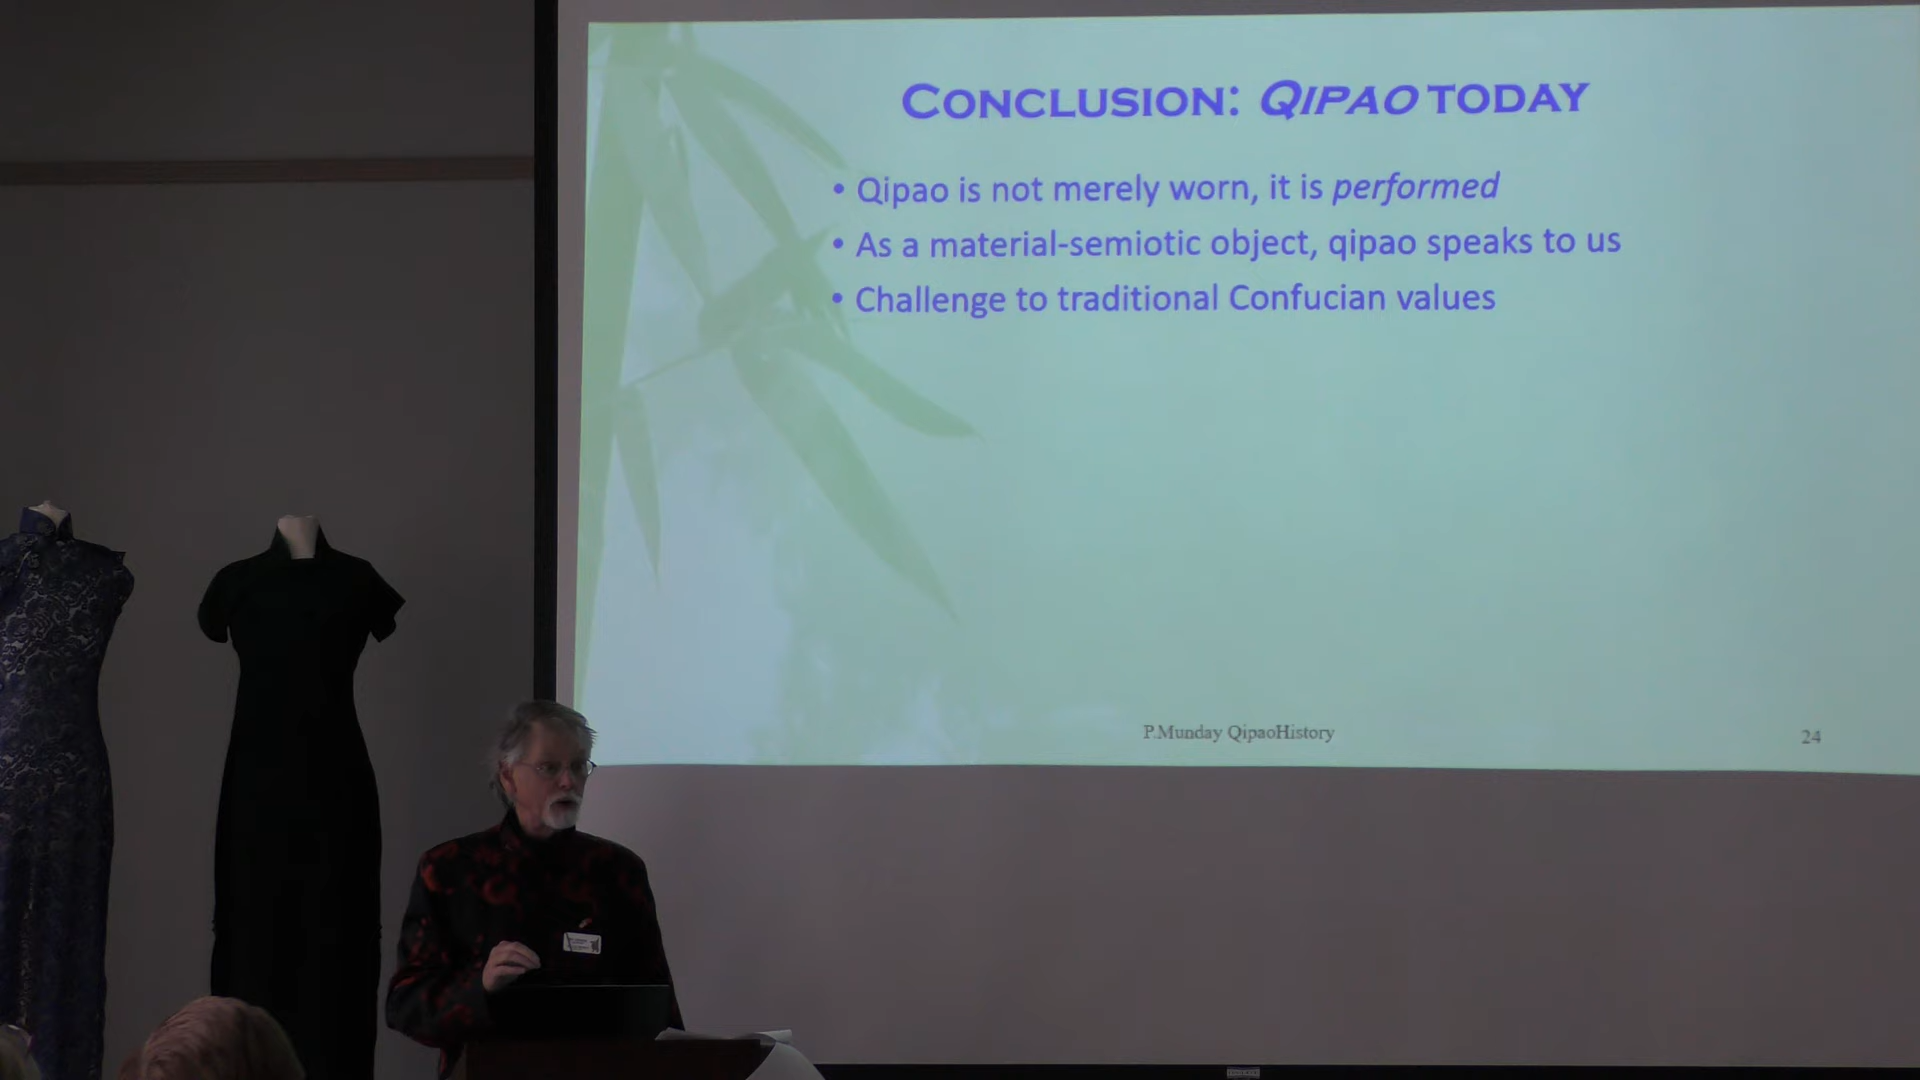 CONCLUSION: QIPAO TODAY
• Qipao is not merely worn, it is performed
• As a material-semiotic object, qipao speaks to us
• Challenge to traditional Confucian values
P.Munday QipaoHistory
24